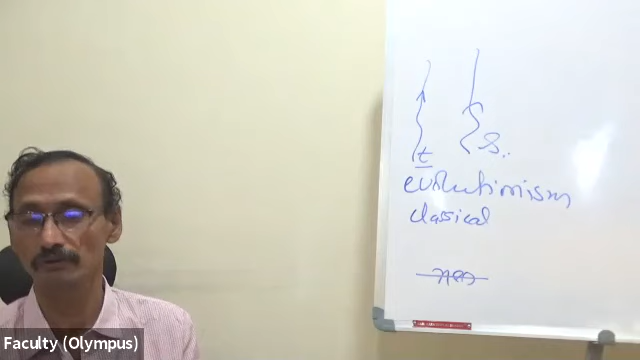 t S.
evolutionism
classical
Faculty (Olympus)